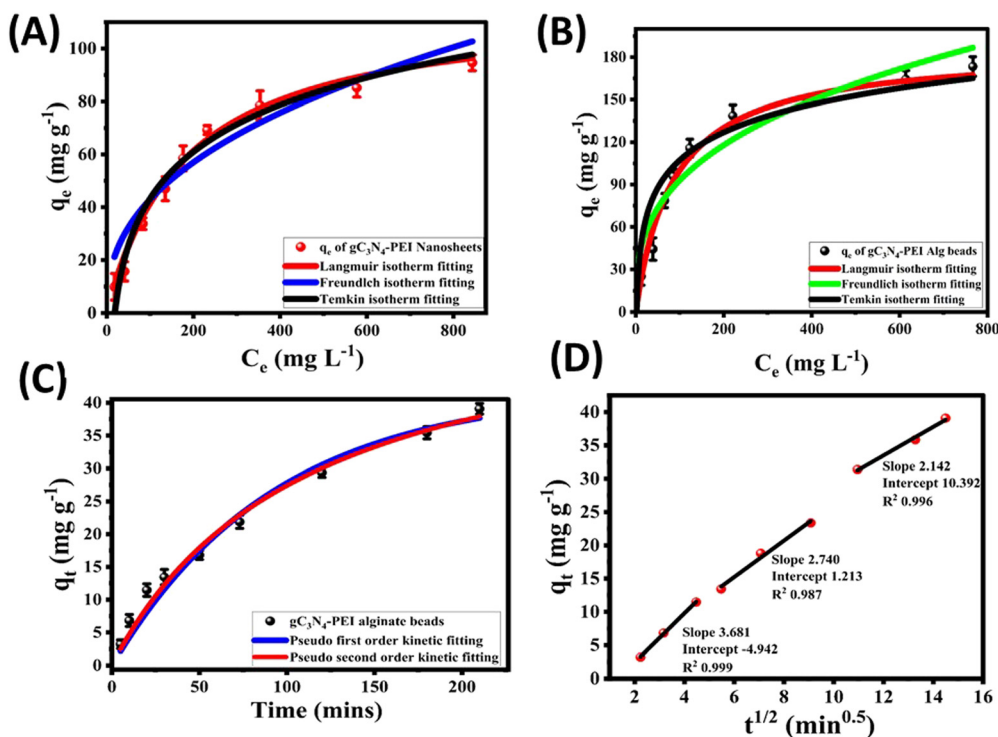 (A)
100
80
60
40
20
0
qe (mg g⁻¹)
qe of gC₃N₄-PEI Nanosheets
Langmuir isotherm fitting
Freundlich isotherm fitting
Temkin isotherm fitting
0 200 400 600 800
Ce (mg L⁻¹)
(B)
180
150
120
90
60
30
0
qe (mg g⁻¹)
qe of gC₃N₄-PEI Alg beads
Langmuir isotherm fitting
Freundlich isotherm fitting
Temkin isotherm fitting
0 200 400 600 800
Ce (mg L⁻¹)
(C)
40
35
30
25
20
15
10
5
0
qt (mg g⁻¹)
gC₃N₄-PEI alginate beads
Pseudo first order kinetic fitting
Pseudo second order kinetic fitting
0 50 100 150 200
Time (mins)
(D)
40
35
30
25
20
15
10
5
0
qt (mg g⁻¹)
Slope 2.142
Intercept 10.392
R² 0.996
Slope 2.740
Intercept 1.213
R² 0.987
Slope 3.681
Intercept -4.942
R² 0.999
2 4 6 8 10 12 14 16
t^1/2 (min^0.5)